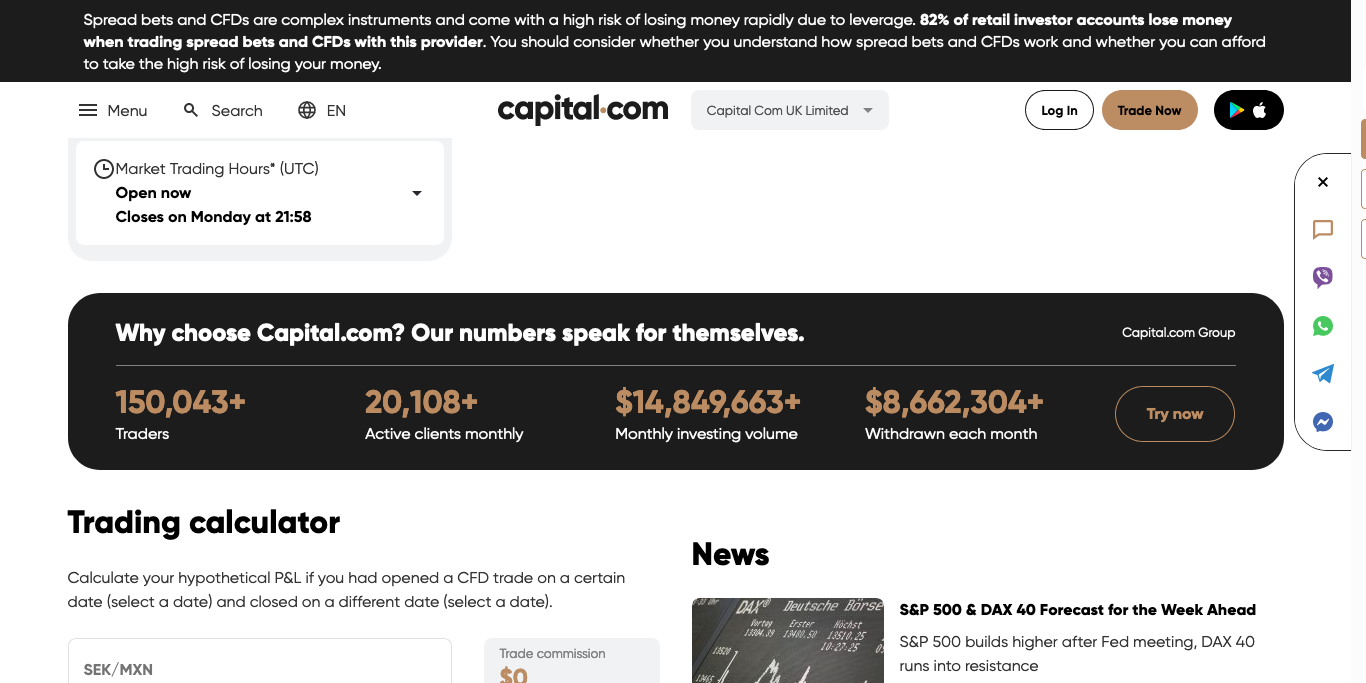 Spread bets and CFDs are complex instruments and come with a high risk of losing money rapidly due to leverage. 82% of retail investor accounts lose money
when trading spread bets and CFDs with this provider. You should consider whether you understand how spread bets and CFDs work and whether you can afford
to take the high risk of losing your money.
Menu Search EN capital.com Capital Com UK Limited Log In Trade Now
Market Trading Hours* (UTC)
Open now
Closes on Monday at 21:58
Why choose Capital.com? Our numbers speak for themselves. Capital.com Group
150,043+ 20,108+ $14,849,663+ $8,662,304+
Traders Active clients monthly Monthly investing volume Withdrawn each month
Try now
Trading calculator
Calculate your hypothetical P&L if you had opened a CFD trade on a certain
date (select a date) and closed on a different date (select a date).
SEK/MXN
Trade commission
$0
News
DAX® Deutsche Börse
Vortag Erster Höchst
10:27:25
S&P 500 & DAX 40 Forecast for the Week Ahead
S&P 500 builds higher after Fed meeting, DAX 40
runs into resistance